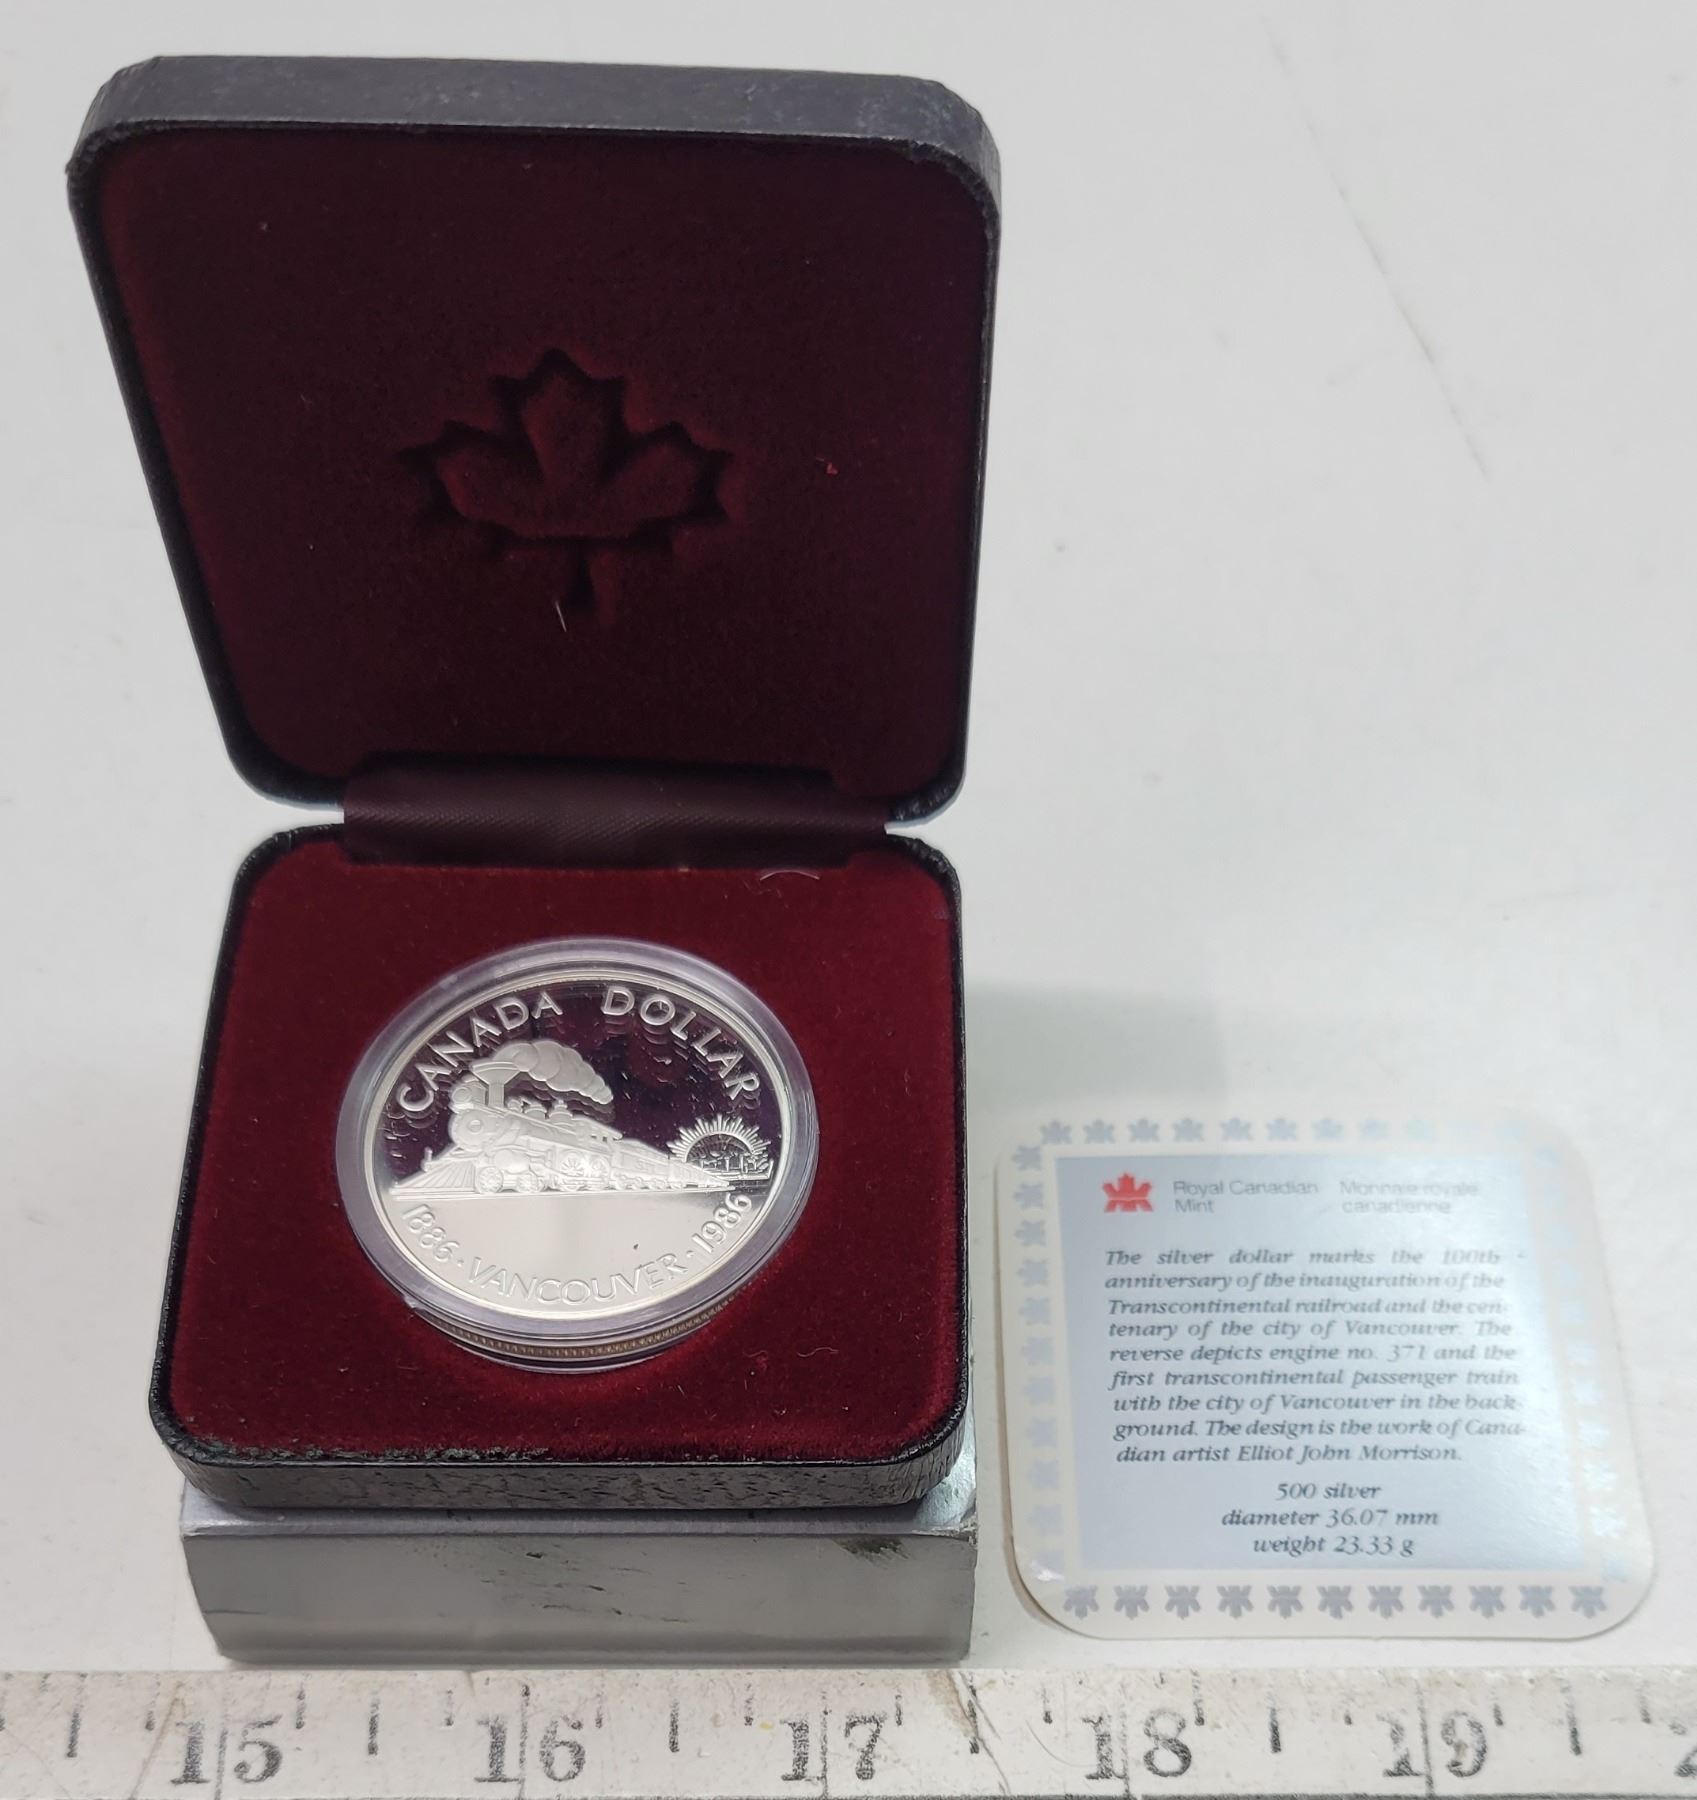 CANADA DOLLAR
1886 · VANCOUVER · 1986
Royal Canadian Monnaie royale
Mint canadienne
The silver dollar marks the 100th
anniversary of the inauguration of the
Transcontinental railroad and the cen-
tenary of the city of Vancouver. The
reverse depicts engine no. 371 and the
first transcontinental passenger train
with the city of Vancouver in the back-
ground. The design is the work of Cana-
dian artist Elliot John Morrison.
500 silver
diameter 36.07 mm
weight 23.33 g
15 16 17 18 19